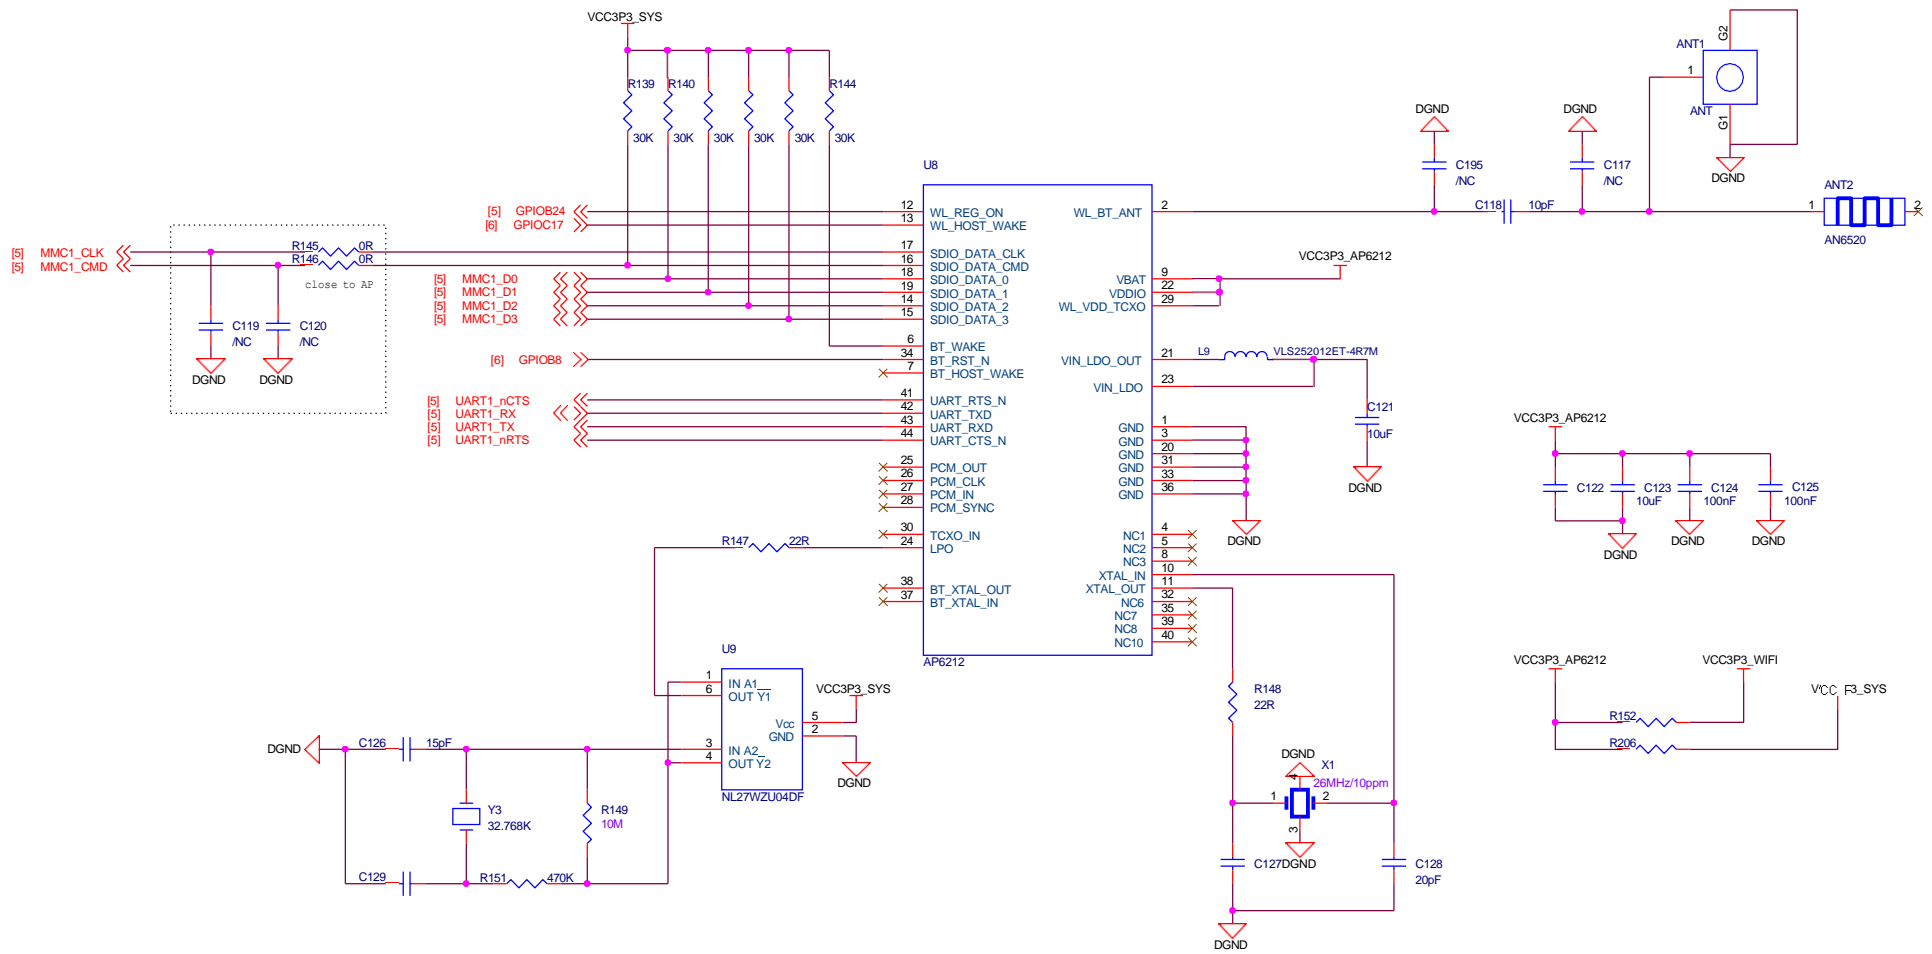 VCC3P3_SYS
R139
R140
R144
30K
30K
30K
30K
30K
30K
[5] GPIOB24
[6] GPIOC17
[5] MMC1_CLK
[5] MMC1_CMD
R145 0R
R146 0R
close to AP
C119
/NC
C120
/NC
DGND
DGND
[5] MMC1_D0
[5] MMC1_D1
[5] MMC1_D2
[5] MMC1_D3
[6] GPIOB8
[5] UART1_nCTS
[5] UART1_RX
[5] UART1_TX
[5] UART1_nRTS
U8
12 WL_REG_ON
13 WL_HOST_WAKE
17 SDIO_DATA_CLK
16 SDIO_DATA_CMD
18 SDIO_DATA_0
19 SDIO_DATA_1
14 SDIO_DATA_2
15 SDIO_DATA_3
6 BT_WAKE
34 BT_RST_N
7 BT_HOST_WAKE
41 UART_RTS_N
42 UART_TXD
43 UART_RXD
44 UART_CTS_N
25 PCM_OUT
26 PCM_CLK
27 PCM_IN
28 PCM_SYNC
30 TCXO_IN
24 LPO
38 BT_XTAL_OUT
37 BT_XTAL_IN
WL_BT_ANT 2
VBAT 9
VDDIO 22
WL_VDD_TCXO 29
VIN_LDO_OUT 21
VIN_LDO 23
GND 1
GND 3
GND 20
GND 31
GND 33
GND 36
NC1 4
NC2 5
NC3 8
XTAL_IN 10
XTAL_OUT 11
NC6 32
NC7 35
NC8 39
NC10 40
AP6212
VCC3P3_AP6212
L9 VLS252012ET-4R7M
C121
10uF
DGND
DGND
DGND
C195
/NC
C118 10pF
DGND
C117
/NC
ANT1
G2
1
ANT
G1
DGND
ANT2
1 2
AN6520
VCC3P3_AP6212
C122
C123
10uF
C124
100nF
C125
100nF
DGND
DGND
DGND
VCC3P3_AP6212
VCC3P3_WIFI
R152
R206
R147 22R
U9
1 IN A1
6 OUT Y1
3 IN A2
4 OUT Y2
Vcc 5
GND 2
NL27WZU04DF
VCC3P3_SYS
DGND
DGND
C126 15pF
Y3
32.768K
R149
10M
C129
R151 470K
R148
22R
DGND
X1
26MHz/10ppm
4
1 2
3
C127
DGND
C128
20pF
DGND